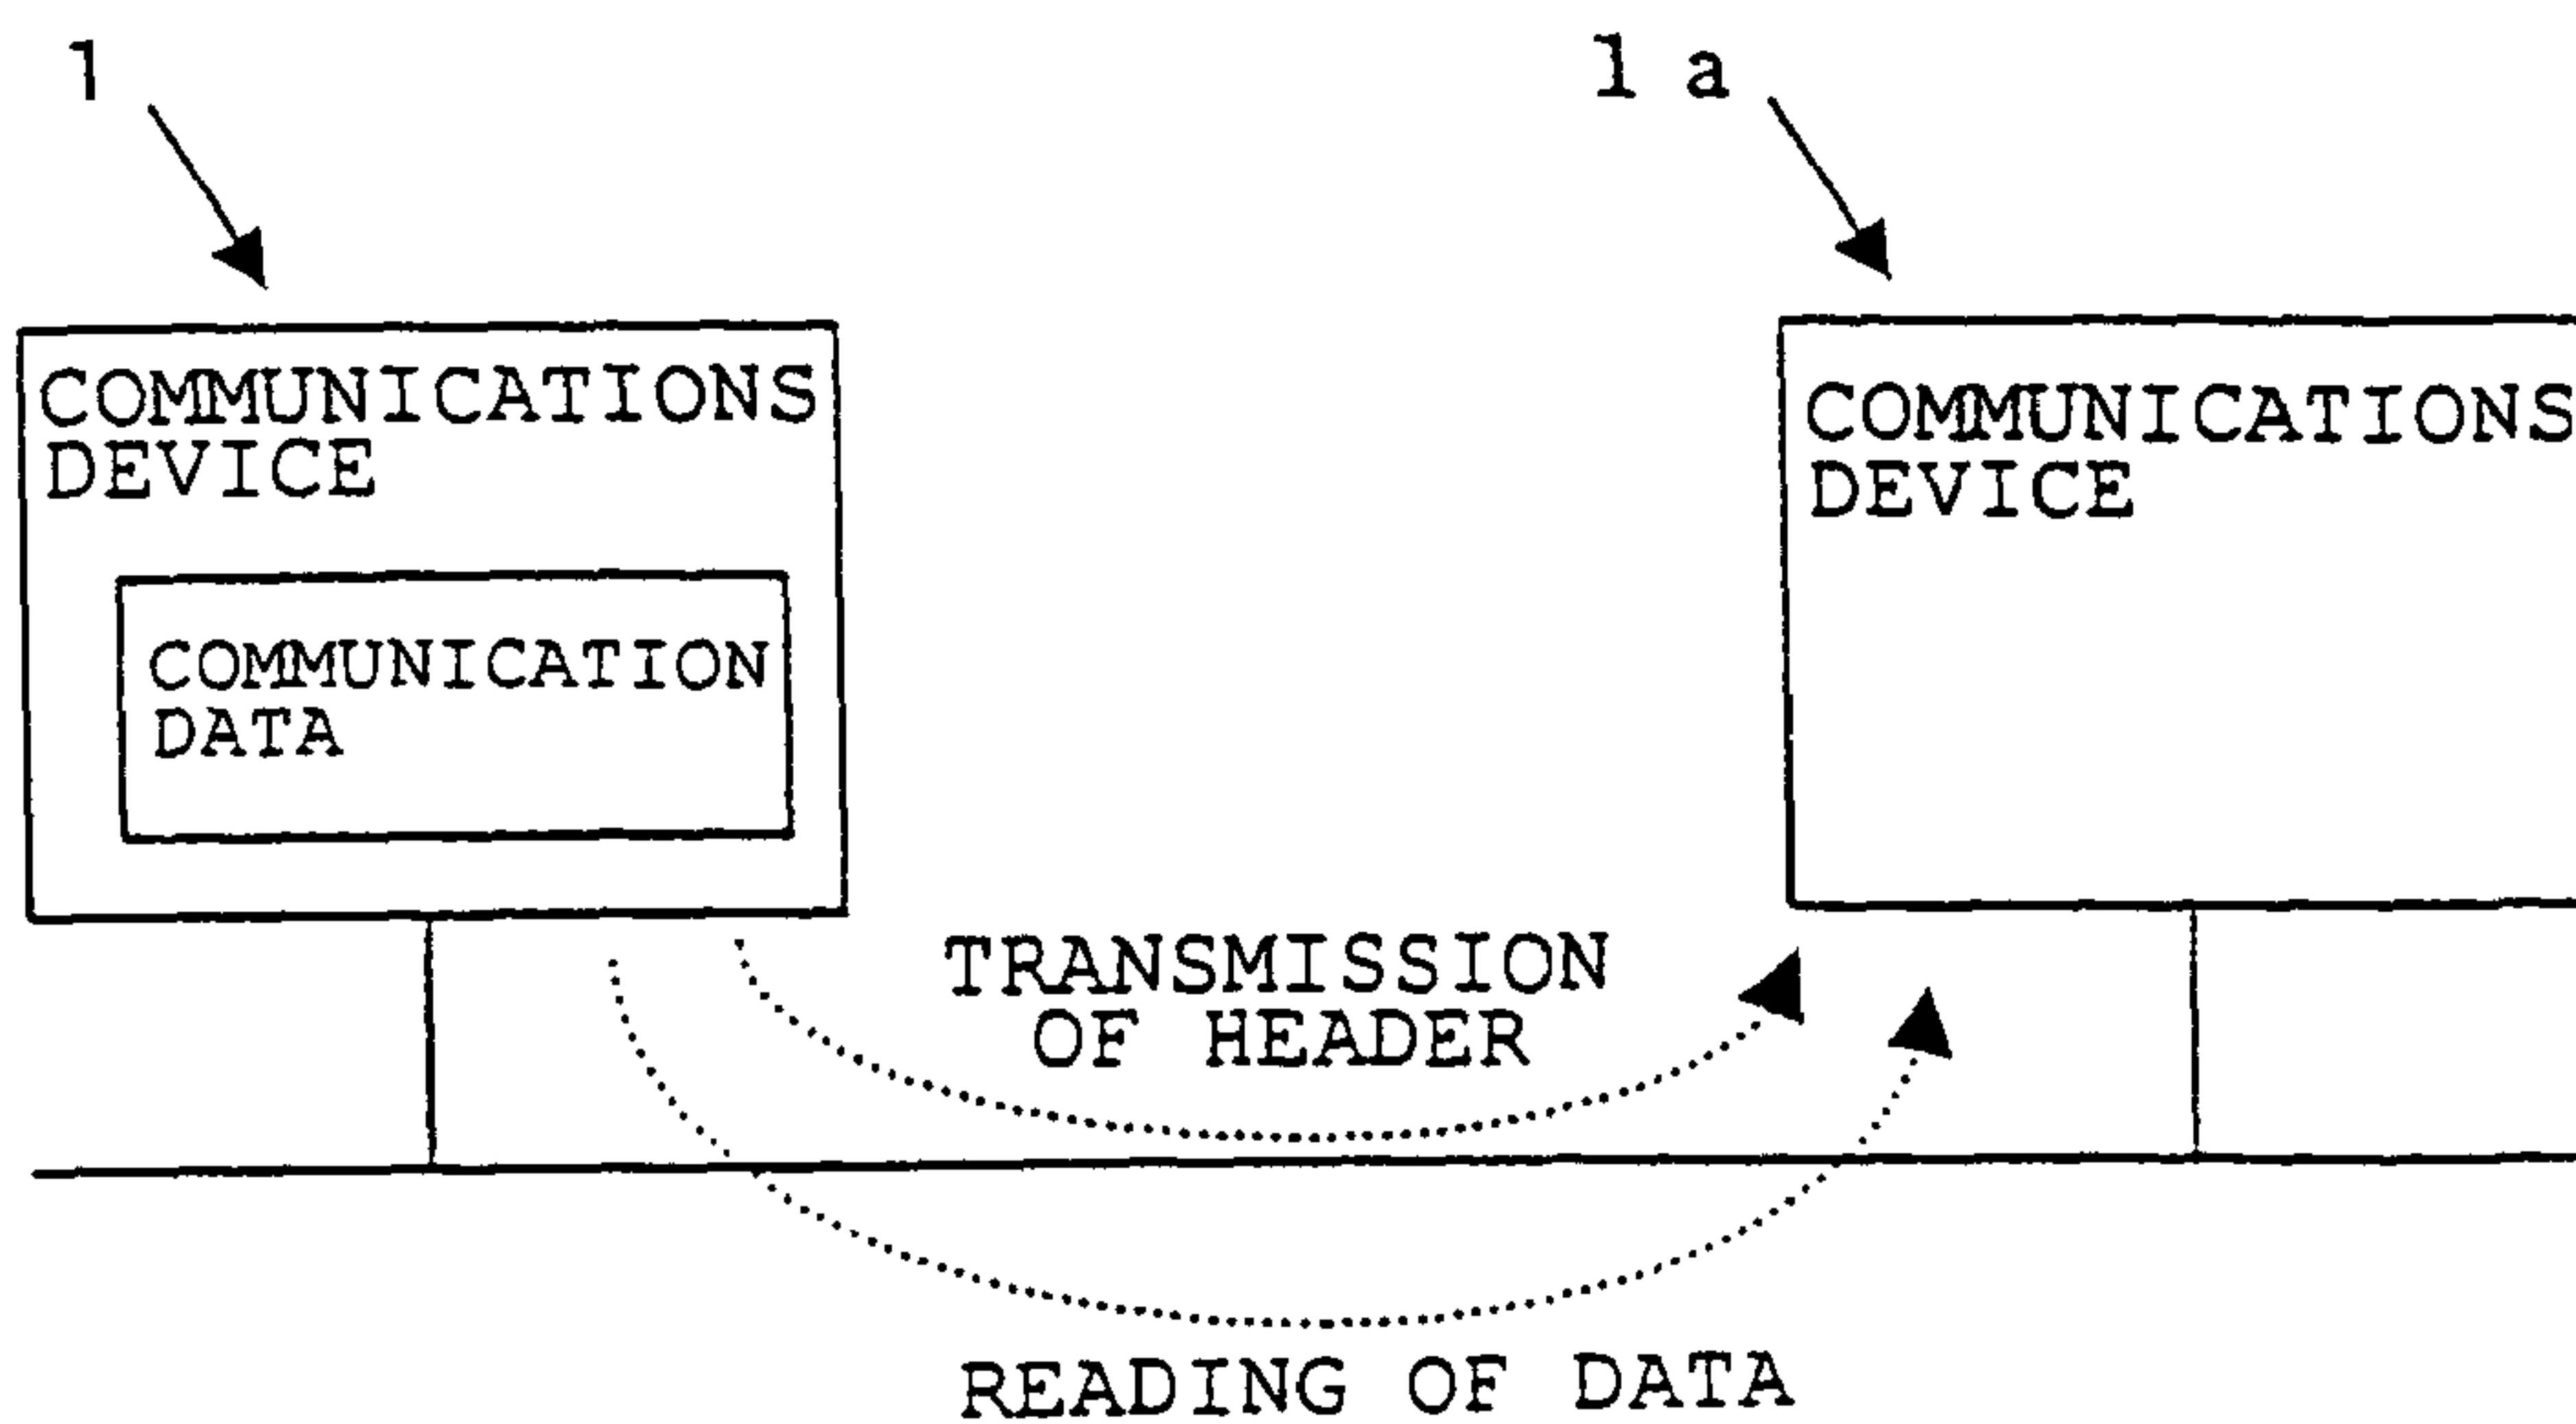 1
1 a
COMMUNICATIONS
DEVICE
COMMUNICATION
DATA
COMMUNICATIONS
DEVICE
TRANSMISSION
OF HEADER
READING OF DATA